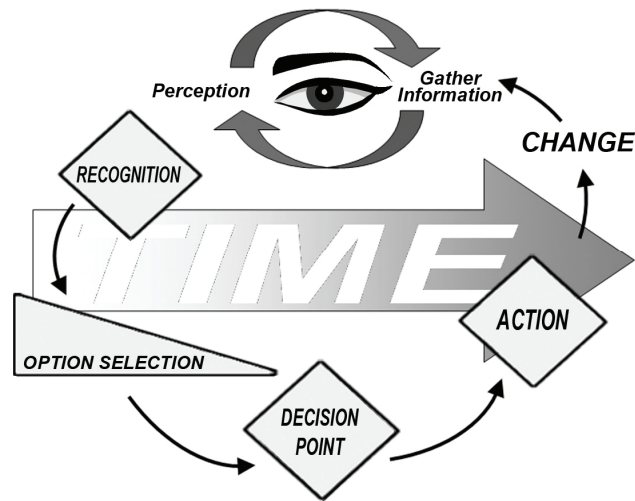 Perception
Gather
Information
CHANGE
RECOGNITION
TIME
OPTION SELECTION
ACTION
DECISION
POINT